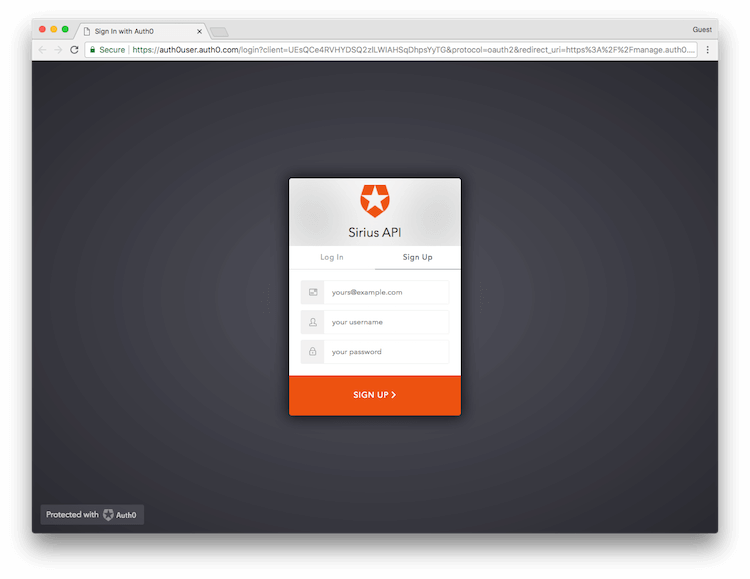 Sign In with Auth0
Guest
Secure
https://auth0user.auth0.com/login?client=UEsQCe4RVHYDSQ2zILWIAHSqDhpsYyTG&protocol=oauth2&redirect_uri=https%3A%2F%2Fmanage.auth0....
Sirius API
Log In
Sign Up
yours@example.com
your username
your password
SIGN UP
Protected with Auth0